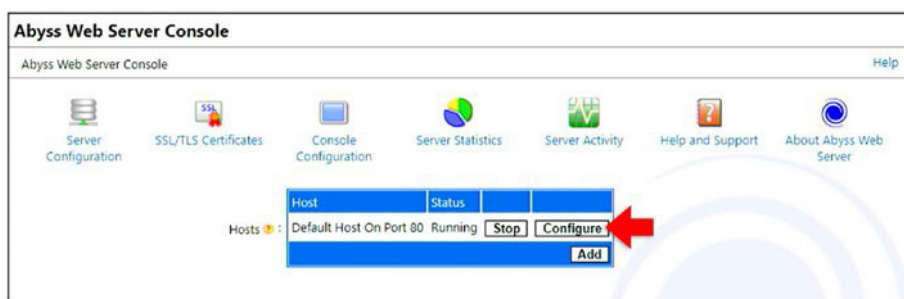 Abyss Web Server Console
Abyss Web Server Console
Help
Server Configuration
SSL
SSL/TLS Certificates
Console Configuration
Server Statistics
Server Activity
?
Help and Support
About Abyss Web Server
Host Status
Hosts ? : Default Host On Port 80 Running Stop Configure
Add